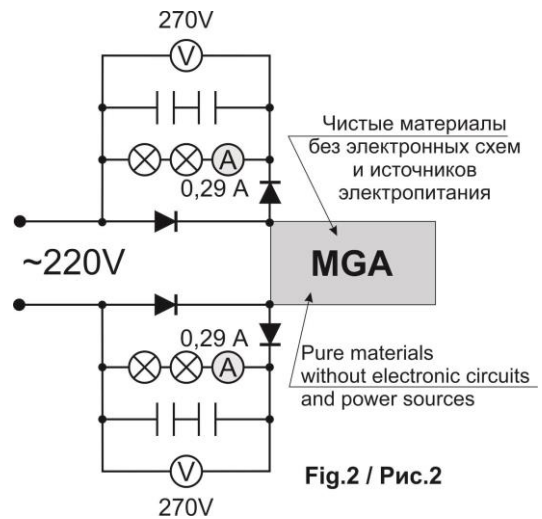 270V
V
Чистые материалы
без электронных схем
и источников
электропитания
A
0,29 A
~220V
MGA
0,29 A
A
Pure materials
without electronic circuits
and power sources
V
270V
Fig.2 / Рис.2